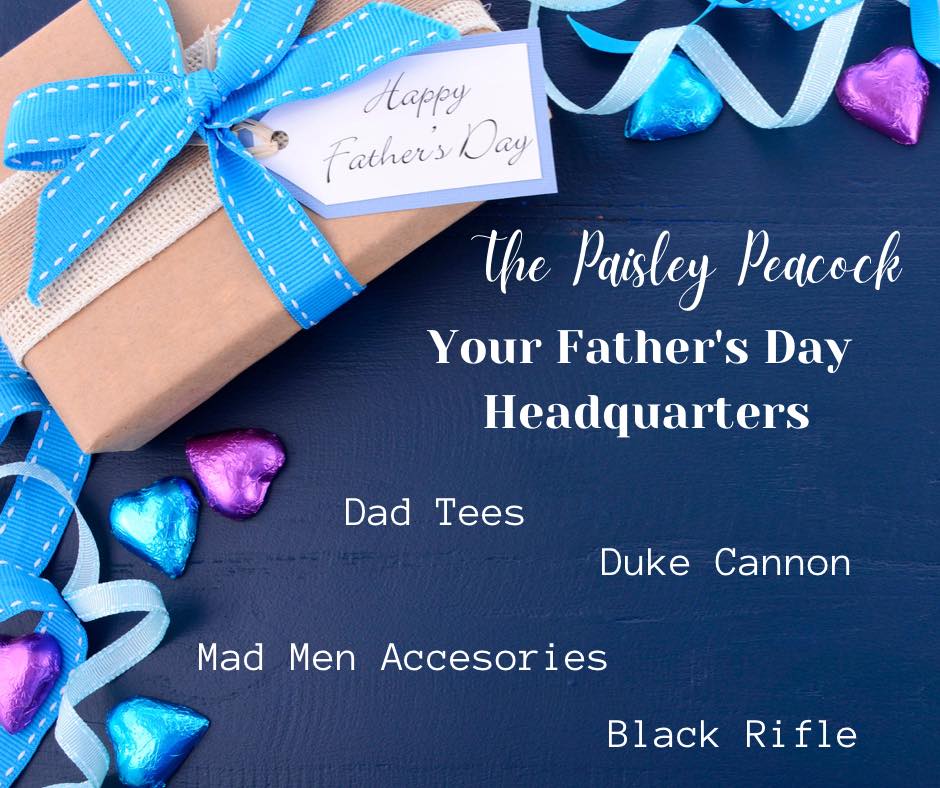 Happy
Father's Day
The Paisley Peacock
Your Father's Day
Headquarters
Dad Tees
Duke Cannon
Mad Men Accesories
Black Rifle